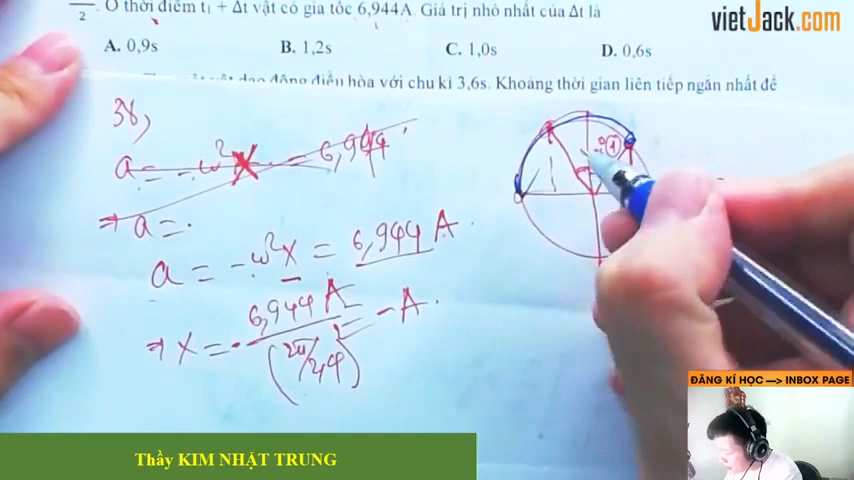 2 . Ở thời điểm t₁ + Δt vật có gia tốc 6,944A. Giá trị nhỏ nhất của Δt là
vietJack.com
A. 0,9s B. 1,2s C. 1,0s D. 0,6s
dao động điều hòa với chu kì 3,6s. Khoảng thời gian liên tiếp ngắn nhất để
38,
a = -ω²x = 6,944
⇒ a =
a = -ω²x = 6,944 A
⇒ x = - 6,944 A / (2π/2,4)² = -A.
(1)
ĐĂNG KÍ HỌC —> INBOX PAGE
Thầy KIM NHẬT TRUNG